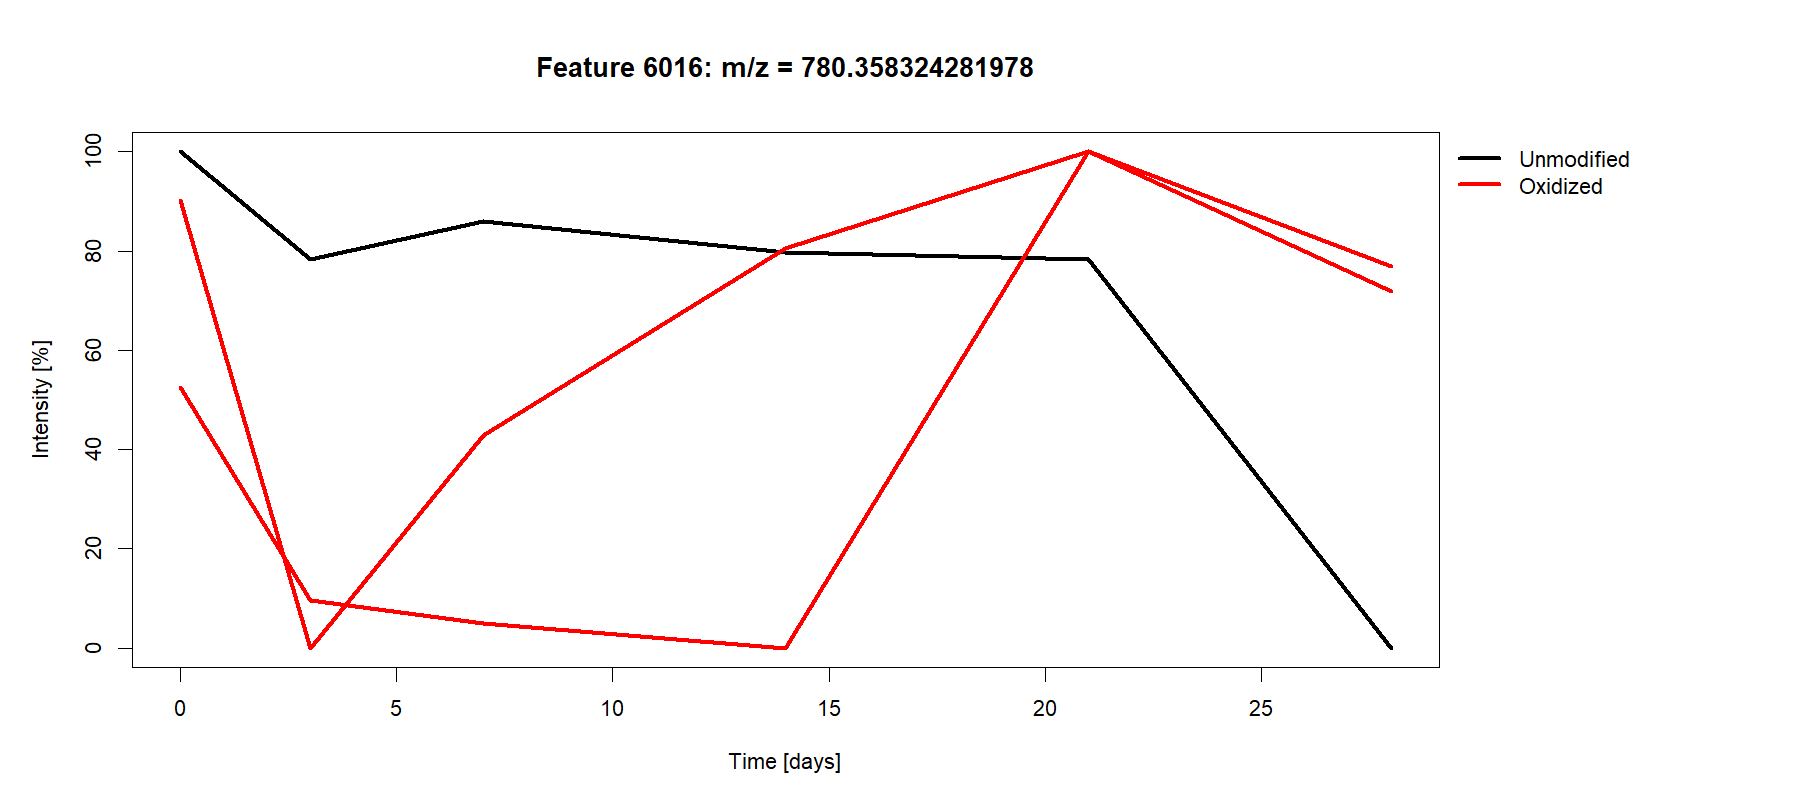 Feature 6016: m/z = 780.358324281978
Unmodified
Oxidized
Intensity [%]
100
80
60
40
20
0
0 5 10 15 20 25
Time [days]